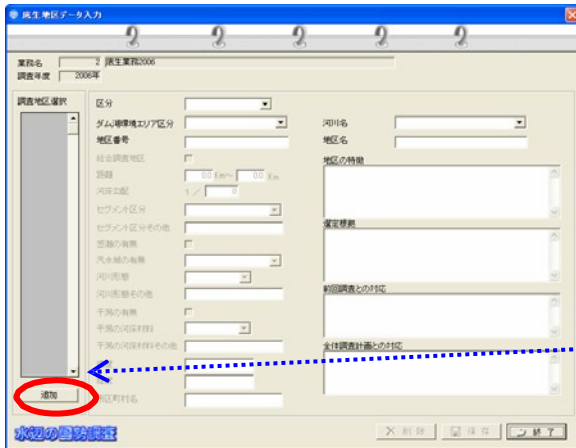 底生地区データ入力
業務名 2 底生業務2006
調査年度 2006年
調査地区選択
区分
ダム湖環境エリア区分
河川名
地区番号
地区名
総合調査地区
地区の特徴
距離 0.0 Km～ 0.0 Km
河床勾配 1 ／ 0
セグメント区分
セグメント区分その他
選定根拠
感潮の有無
汽水域の有無
河川形態
前回調査との対応
河川形態その他
干潟の有無
干潟の河床材料
干潟の河床材料その他
全体調査計画との対応
追加
区町村名
水辺の国勢調査
削除
保存
終了